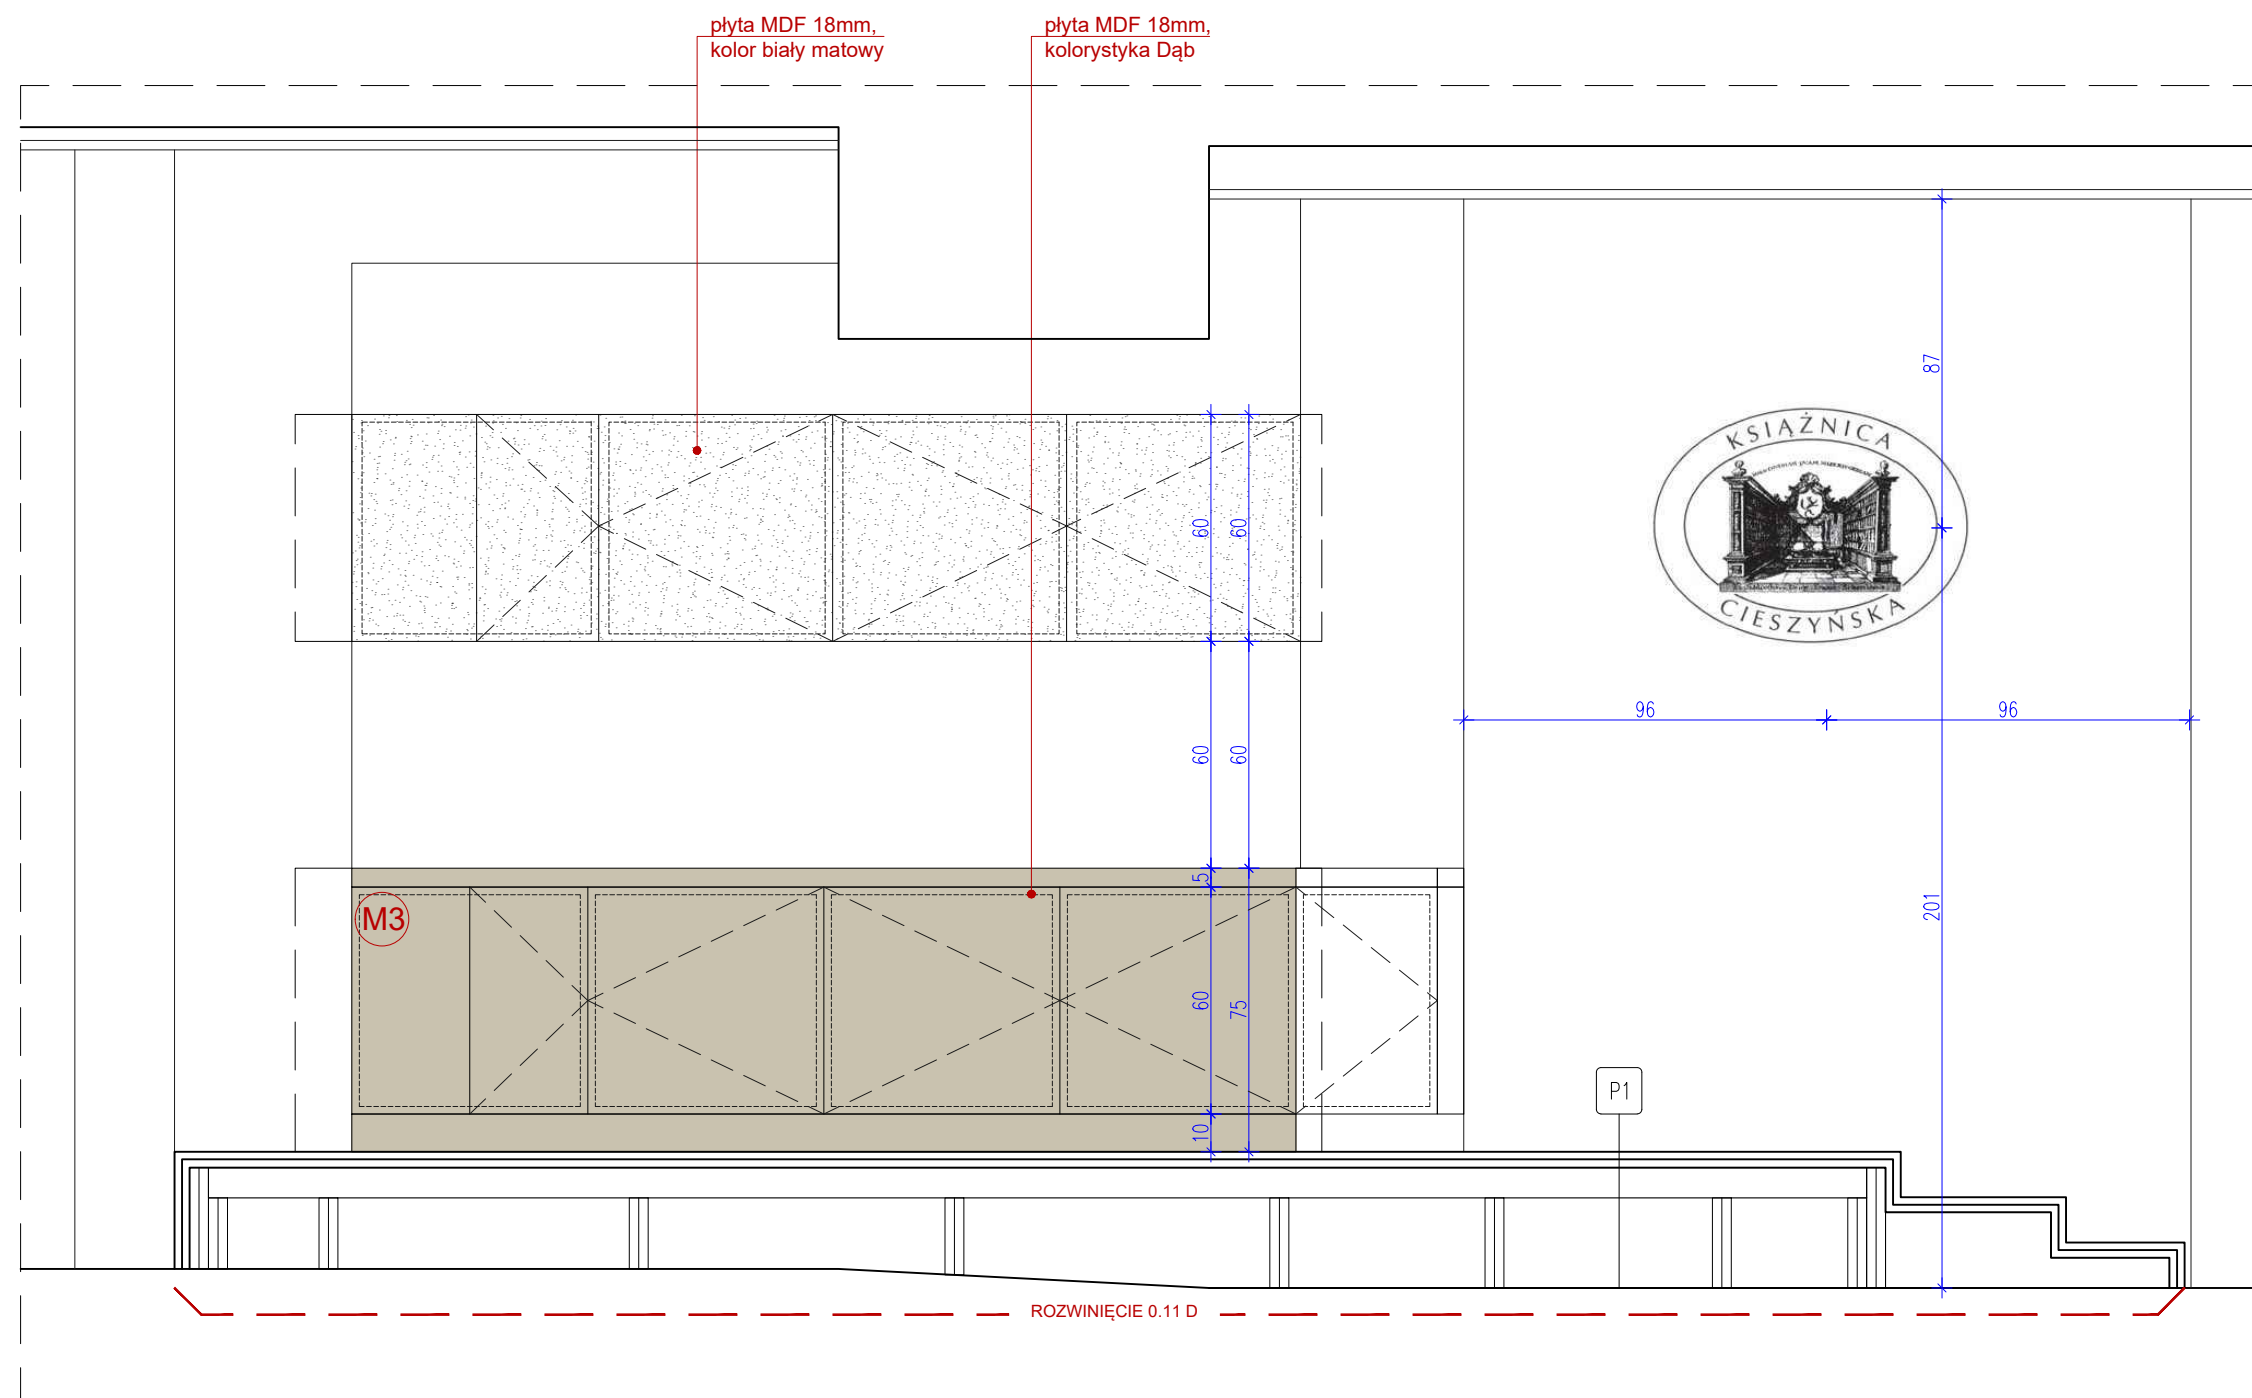 płyta MDF 18mm,
kolor biały matowy
płyta MDF 18mm,
kolorystyka Dąb
87
KSIĄŻNICA
CIESZYŃSKA
60
60
96
96
60
60
5
M3
201
60
75
P1
10
ROZWINIĘCIE 0.11 D